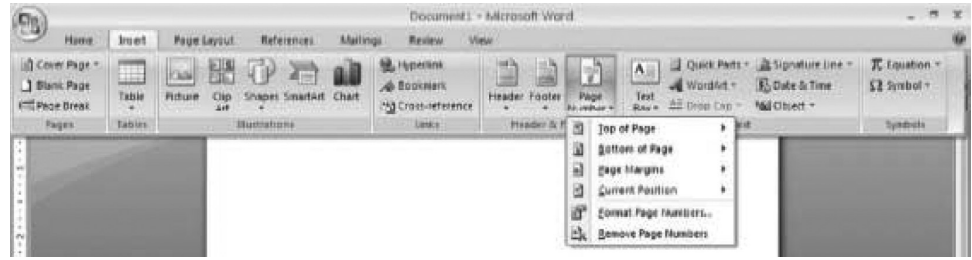 Document1 - Microsoft Word
Home Insert Page Layout References Mailings Review View
Cover Page Hyperlink Quick Parts Signature Line Equation
Blank Page Bookmark WordArt Date & Time Symbol
Page Break Table Picture Clip Art Shapes SmartArt Chart Cross-reference Header Footer Page Number Text Box Drop Cap Object
Pages Tables Illustrations Links Header & Symbols
Top of Page
Bottom of Page
Page Margins
Current Position
Format Page Numbers...
Remove Page Numbers